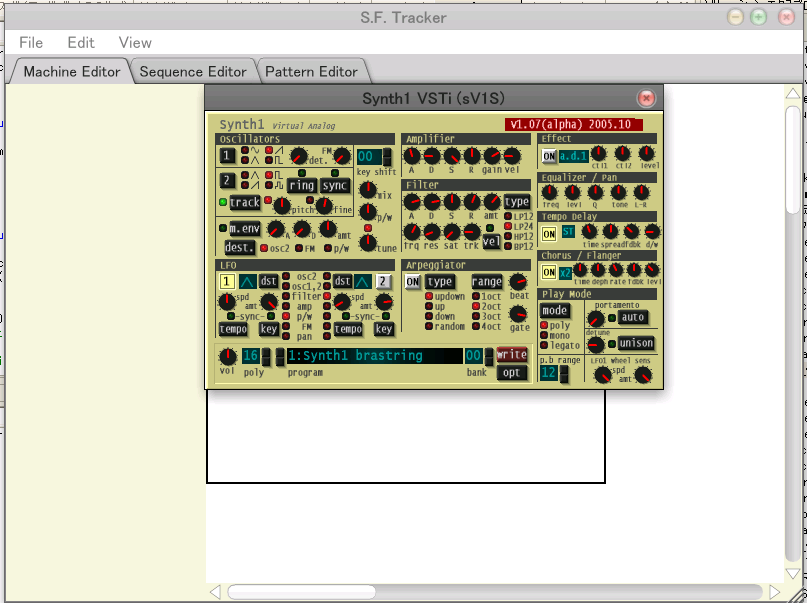 S.F. Tracker
File Edit View
Machine Editor Sequence Editor Pattern Editor
Synth1 VSTi (sV1S)
Synth1 Virtual Analog
v1.07(alpha) 2005.10
Oscillators
1 det. FM 00
key shift
2 ring sync mix
track pitch fine p/w
m.env A D amt
dest. osc2 FM p/w tune
Amplifier
A D S R gain vel
Filter
type
A D S R amt LP12
LP24
HP12
frq res sat trk vel BP12
Effect
ON a.d.1 ctl1 ctl2 level
Equalizer / Pan
freq levl Q tone L-R
Tempo Delay
ON ST time spread fdbk d/w
Chorus / Flanger
ON x2 time deph rate fdbk levl
LFO
1 dst osc2 dst 2
osc1,2
spd amt filter spd amt
amp
-sync- p/w -sync-
tempo key FM tempo key
pan
Arpeggiator
ON type range beat
updown 1oct
up 2oct
down 3oct gate
random 4oct
Play Mode
mode portamento
poly auto
mono detune
legato unison
p.b range LFO1 wheel sens
12 spd amt
vol 16 poly 1:Synth1 brastring program 00 bank write
opt